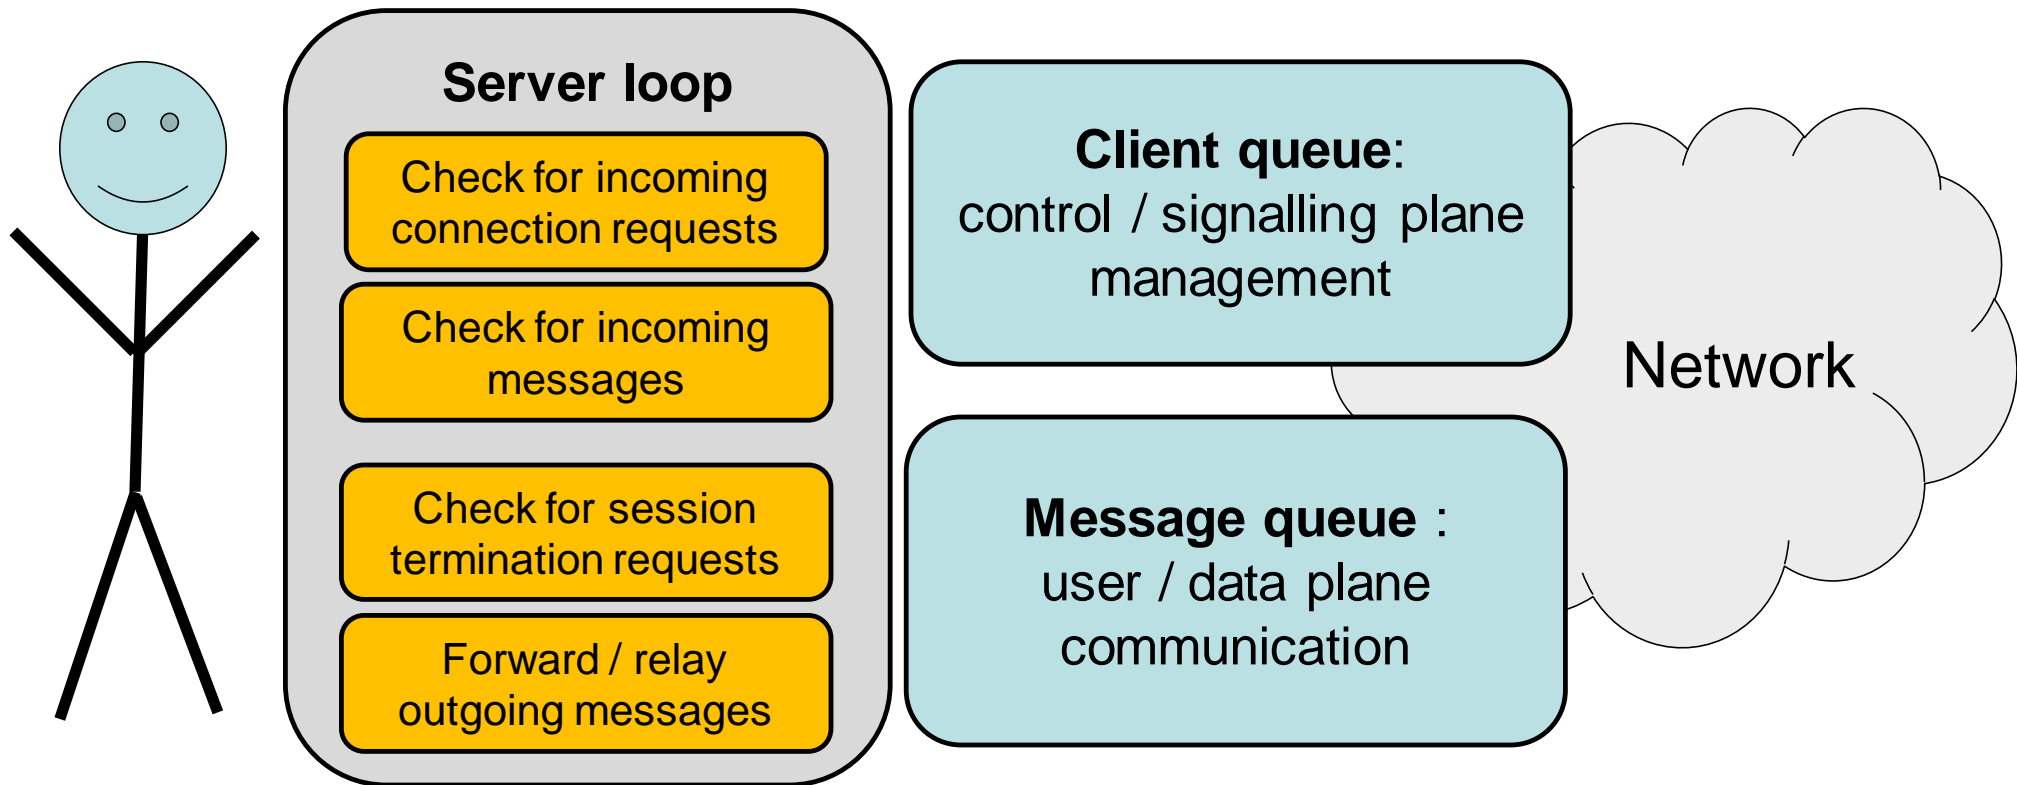 Server loop
Check for incoming
connection requests
Check for incoming
messages
Check for session
termination requests
Forward / relay
outgoing messages
Client queue:
control / signalling plane
management
Message queue :
user / data plane
communication
Network